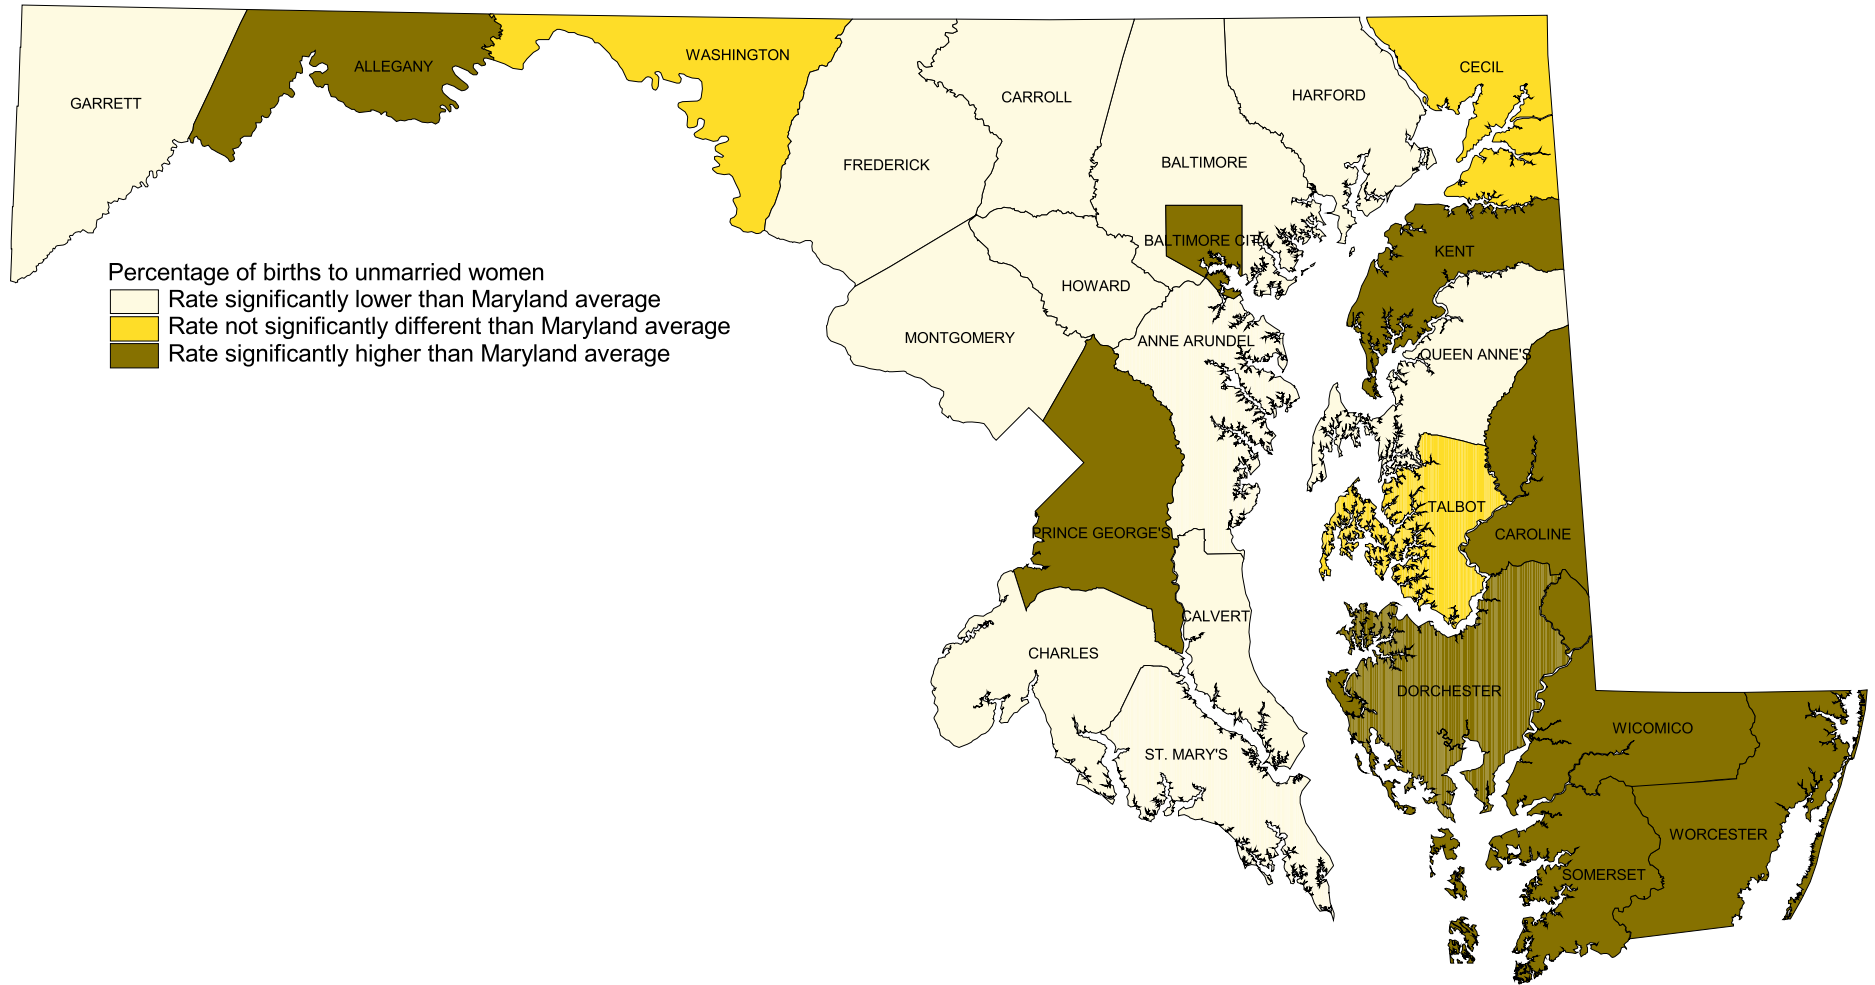 WASHINGTON
ALLEGANY
CECIL
GARRETT
CARROLL
HARFORD
FREDERICK
BALTIMORE
BALTIMORE CITY
KENT
Percentage of births to unmarried women
Rate significantly lower than Maryland average
Rate not significantly different than Maryland average
Rate significantly higher than Maryland average
HOWARD
MONTGOMERY
ANNE ARUNDEL
QUEEN ANNE'S
TALBOT
PRINCE GEORGE'S
CAROLINE
CALVERT
CHARLES
DORCHESTER
WICOMICO
ST. MARY'S
WORCESTER
SOMERSET